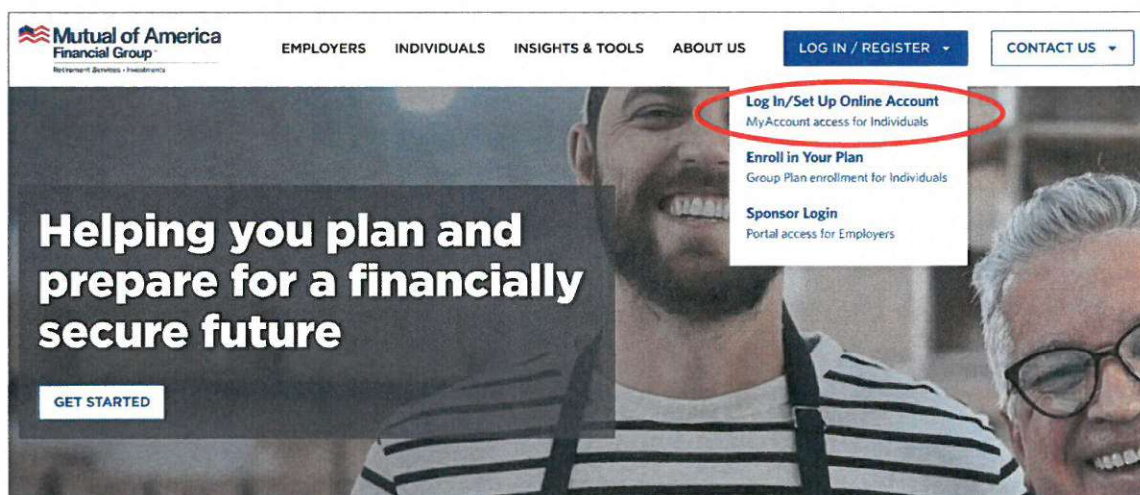 Mutual of America
Financial Group
Retirement Services • Investments
EMPLOYERS
INDIVIDUALS
INSIGHTS & TOOLS
ABOUT US
LOG IN / REGISTER
CONTACT US
Log In/Set Up Online Account
MyAccount access for Individuals
Enroll in Your Plan
Group Plan enrollment for Individuals
Sponsor Login
Portal access for Employers
Helping you plan and
prepare for a financially
secure future
GET STARTED